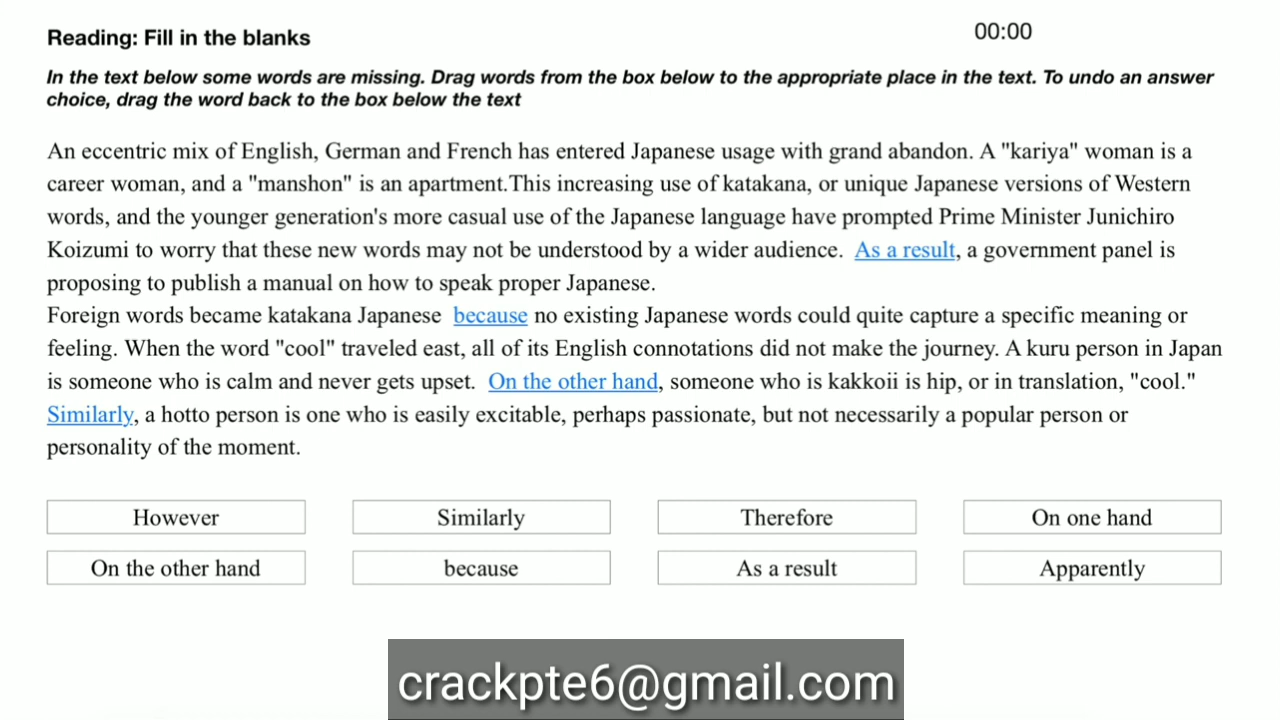 Reading: Fill in the blanks
00:00
In the text below some words are missing. Drag words from the box below to the appropriate place in the text. To undo an answer
choice, drag the word back to the box below the text
An eccentric mix of English, German and French has entered Japanese usage with grand abandon. A "kariya" woman is a
career woman, and a "manshon" is an apartment.This increasing use of katakana, or unique Japanese versions of Western
words, and the younger generation's more casual use of the Japanese language have prompted Prime Minister Junichiro
Koizumi to worry that these new words may not be understood by a wider audience. As a result, a government panel is
proposing to publish a manual on how to speak proper Japanese.
Foreign words became katakana Japanese because no existing Japanese words could quite capture a specific meaning or
feeling. When the word "cool" traveled east, all of its English connotations did not make the journey. A kuru person in Japan
is someone who is calm and never gets upset. On the other hand, someone who is kakkoii is hip, or in translation, "cool."
Similarly, a hotto person is one who is easily excitable, perhaps passionate, but not necessarily a popular person or
personality of the moment.
However Similarly Therefore On one hand
On the other hand because As a result Apparently
crackpte6@gmail.com